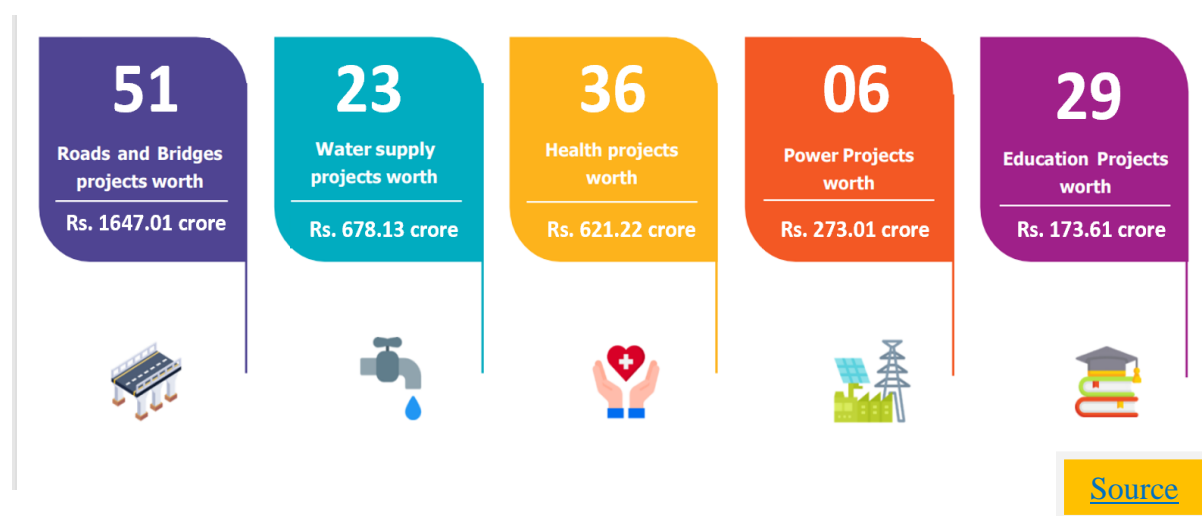 51
Roads and Bridges
projects worth
Rs. 1647.01 crore
23
Water supply
projects worth
Rs. 678.13 crore
36
Health projects
worth
Rs. 621.22 crore
06
Power Projects
worth
Rs. 273.01 crore
29
Education Projects
worth
Rs. 173.61 crore
Source